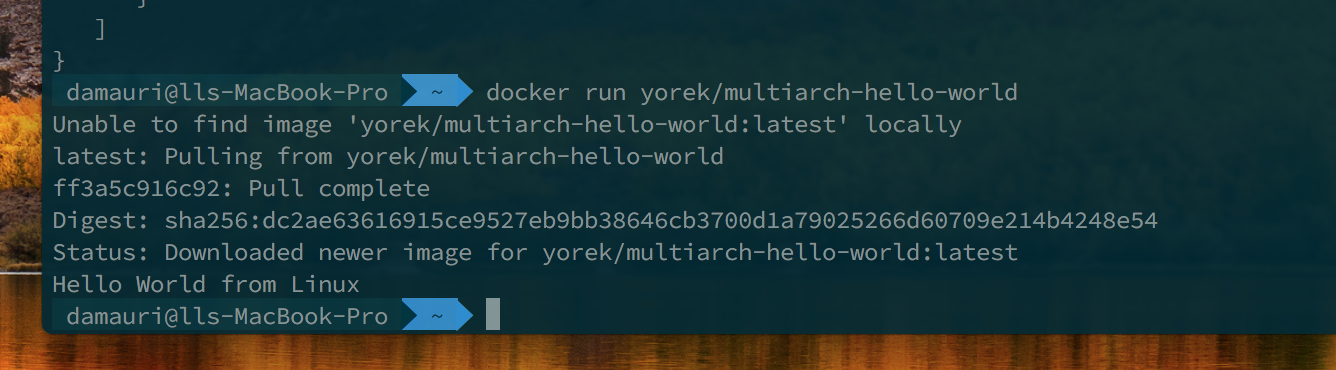 }
]
}
damauri@lls-MacBook-Pro ~ docker run yorek/multiarch-hello-world
Unable to find image 'yorek/multiarch-hello-world:latest' locally
latest: Pulling from yorek/multiarch-hello-world
ff3a5c916c92: Pull complete
Digest: sha256:dc2ae63616915ce9527eb9bb38646cb3700d1a79025266d60709e214b4248e54
Status: Downloaded newer image for yorek/multiarch-hello-world:latest
Hello World from Linux
damauri@lls-MacBook-Pro ~